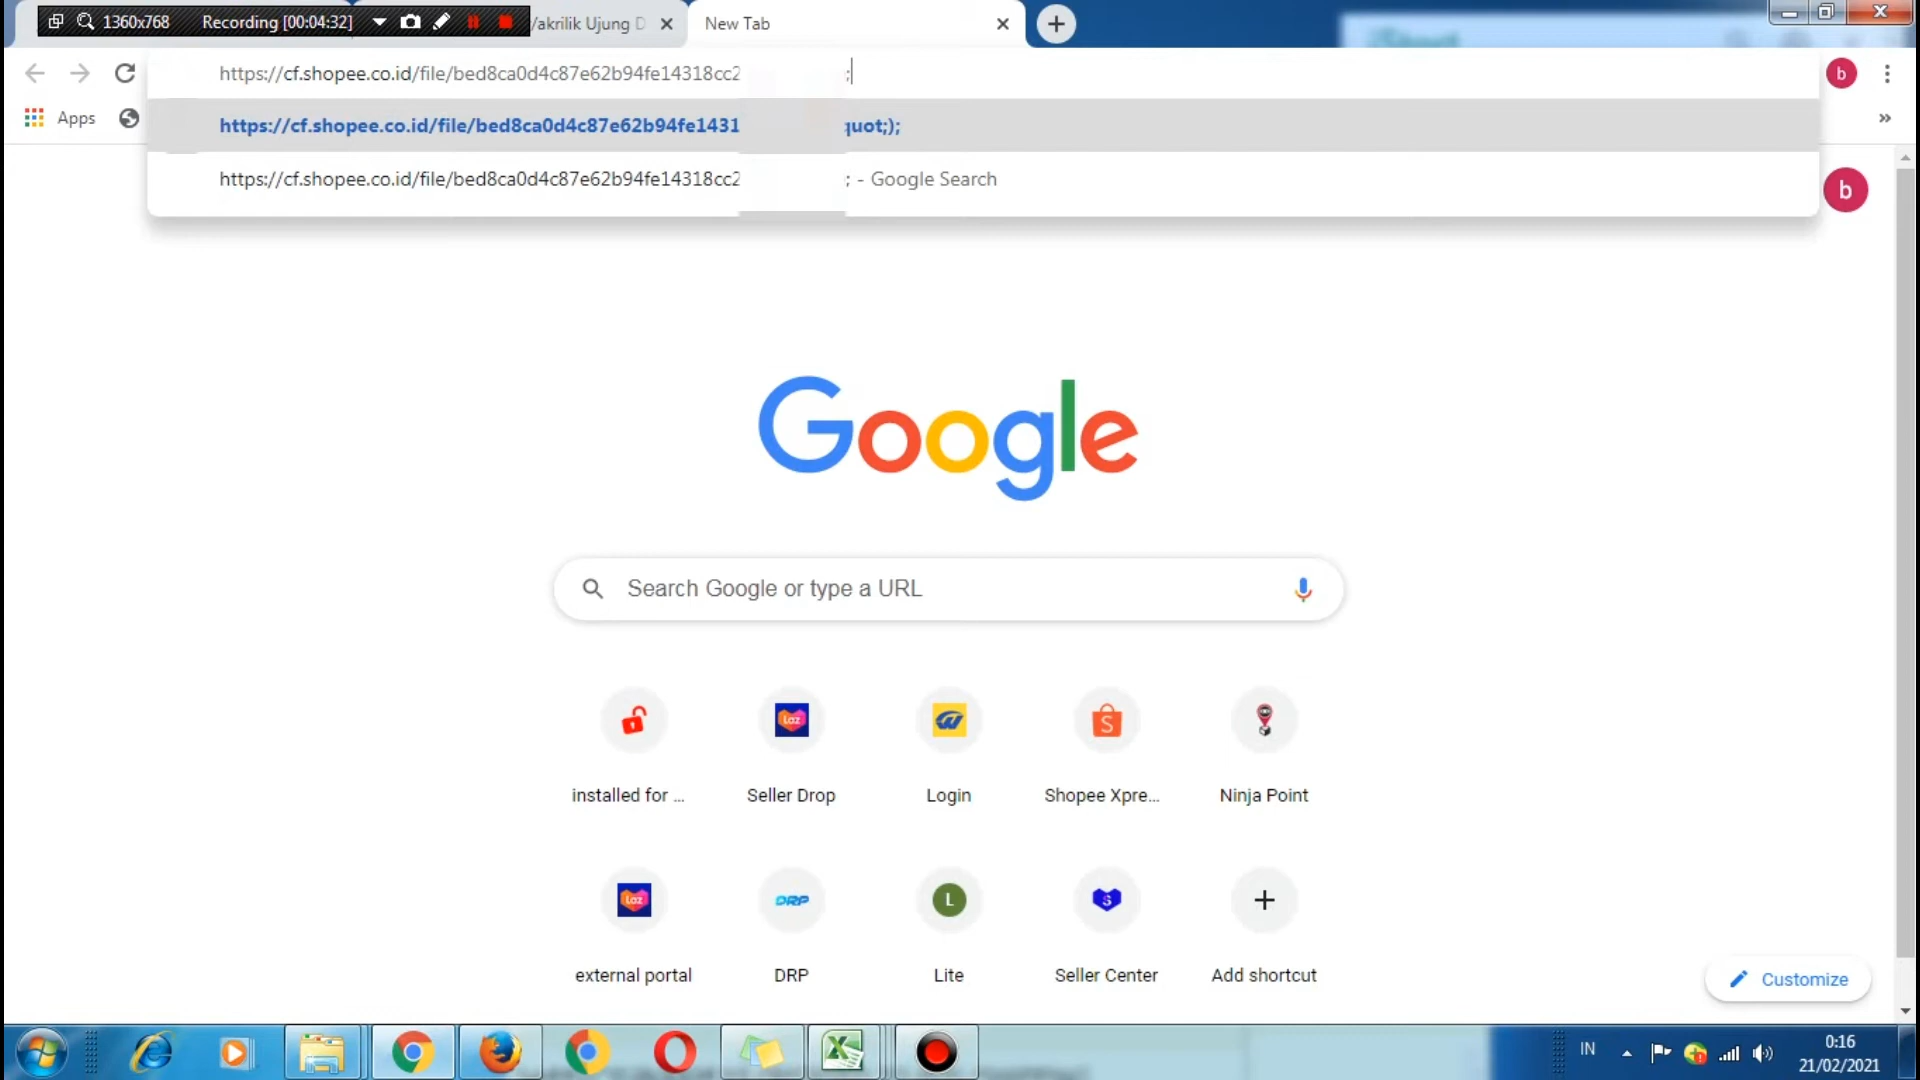 1360x768 Recording [00:04:32] /akrilik Ujung D New Tab
https://cf.shopee.co.id/file/bed8ca0d4c87e62b94fe14318cc2 ;
b
Apps
https://cf.shopee.co.id/file/bed8ca0d4c87e62b94fe1431 quot;);
https://cf.shopee.co.id/file/bed8ca0d4c87e62b94fe14318cc2 ; - Google Search
b
Google
Search Google or type a URL
installed for ... Seller Drop Login Shopee Xpre... Ninja Point
external portal DRP Lite Seller Center Add shortcut
Customize
IN 0:16
21/02/2021